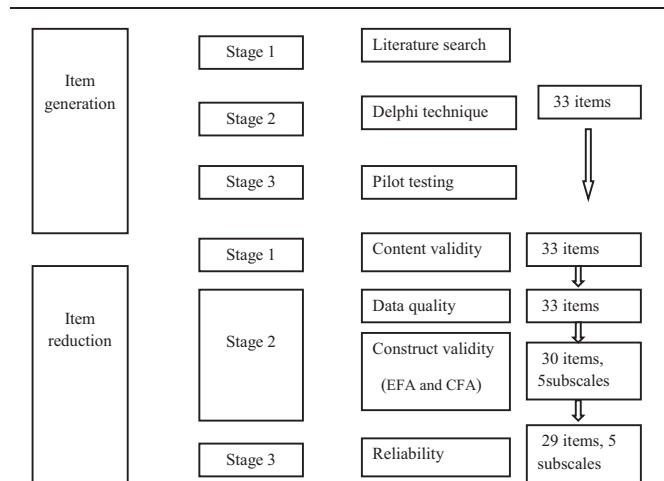 Item
generation
Stage 1
Literature search
Stage 2
Delphi technique
33 items
Stage 3
Pilot testing
Item
reduction
Stage 1
Content validity
33 items
Stage 2
Data quality
33 items
Construct validity
(EFA and CFA)
30 items,
5subscales
Stage 3
Reliability
29 items, 5
subscales